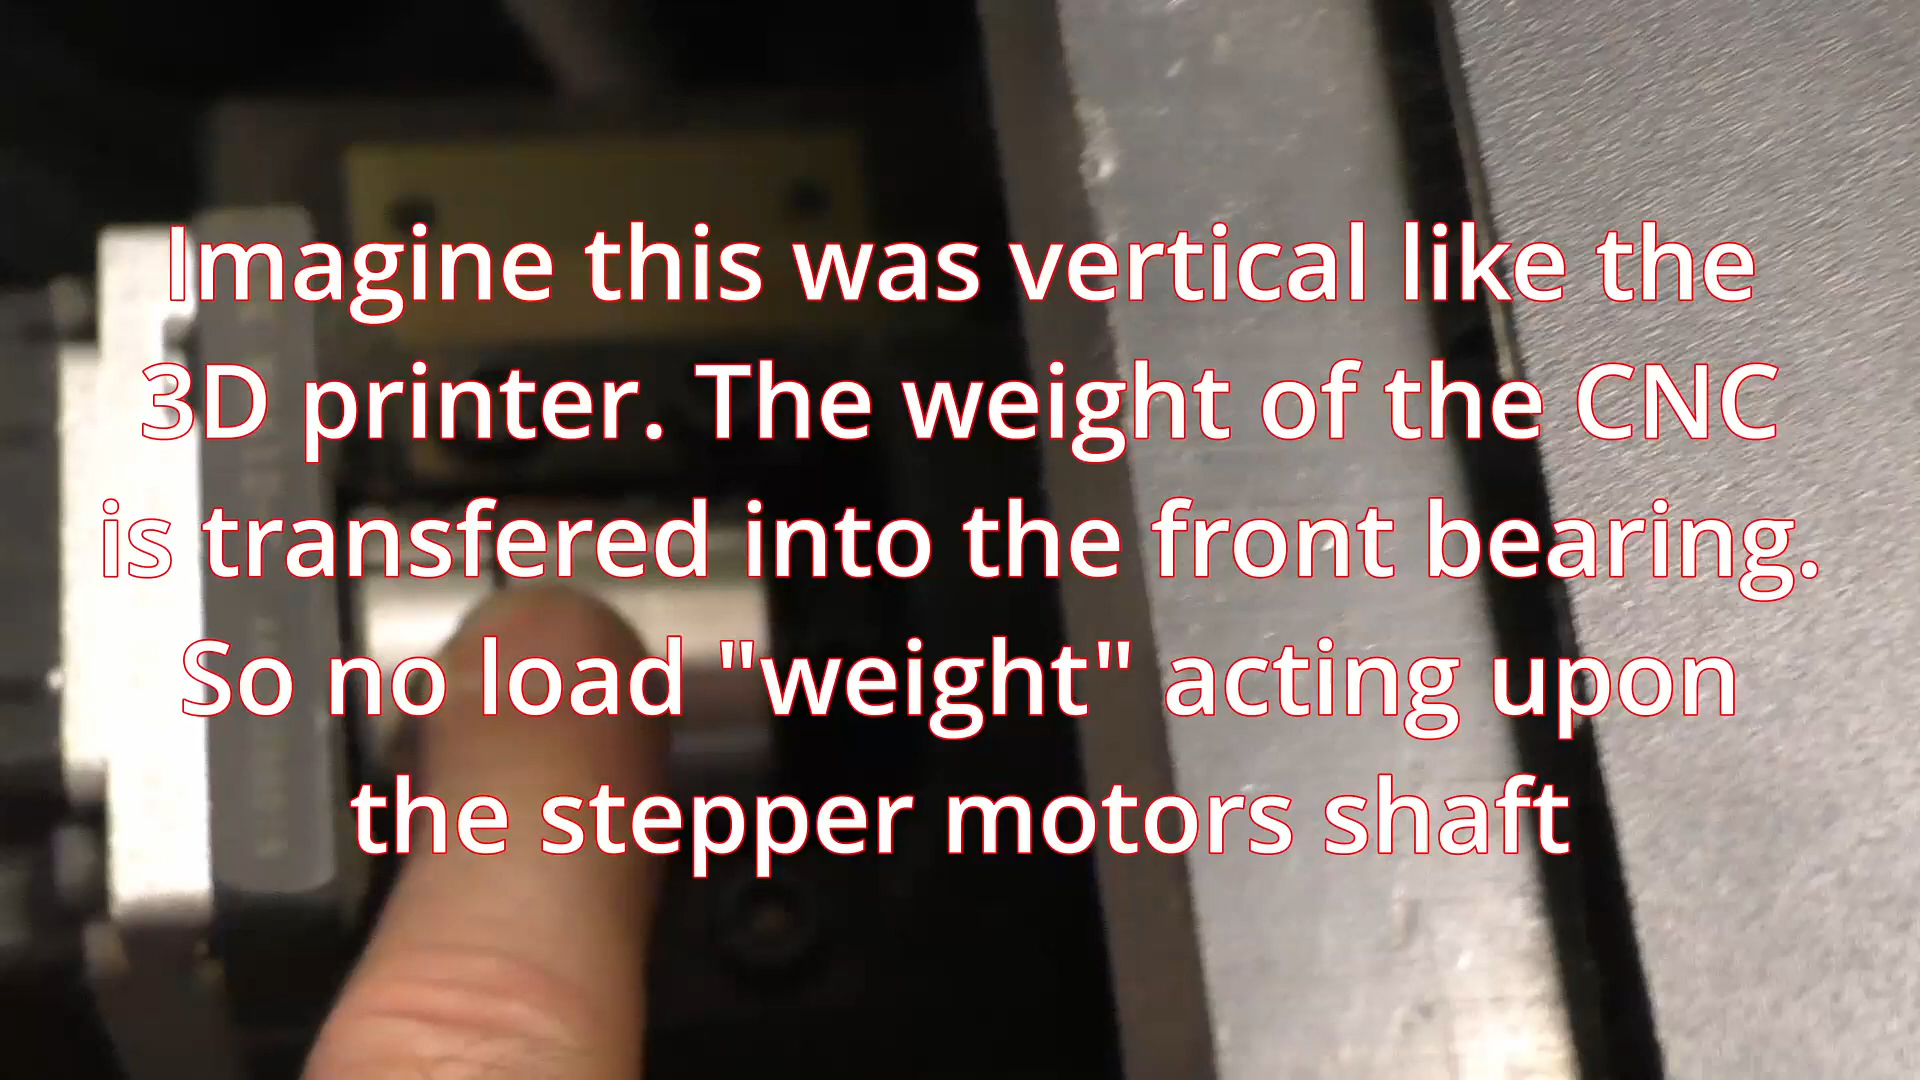 Imagine this was vertical like the
3D printer. The weight of the CNC
is transfered into the front bearing.
So no load "weight" acting upon
the stepper motors shaft